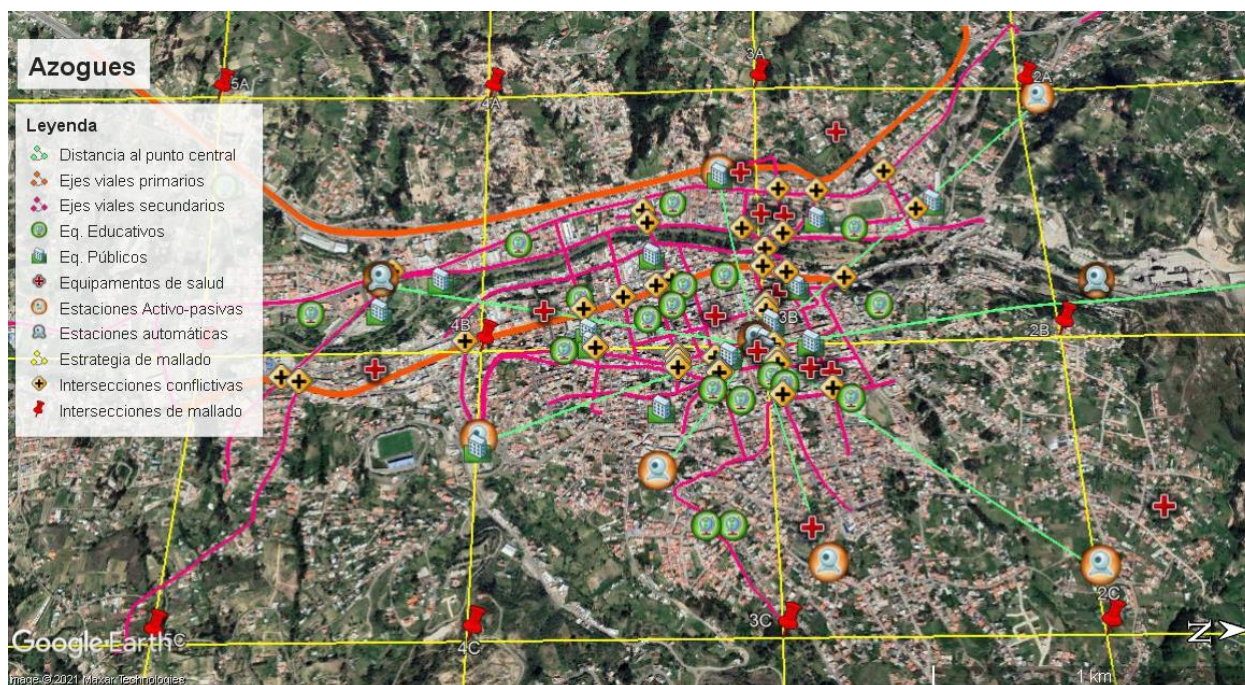 Azogues
Leyenda
Distancia al punto central
Ejes viales primarios
Ejes viales secundarios
Eq. Educativos
Eq. Públicos
Equipamentos de salud
Estaciones Activo-pasivas
Estaciones automáticas
Estrategia de mallado
Intersecciones conflictivas
Intersecciones de mallado
5A
4A
3A
2A
4B
3B
2B
5C
4C
3C
2C
Google Earth
Image © 2021 Maxar Technologies
1 km
N